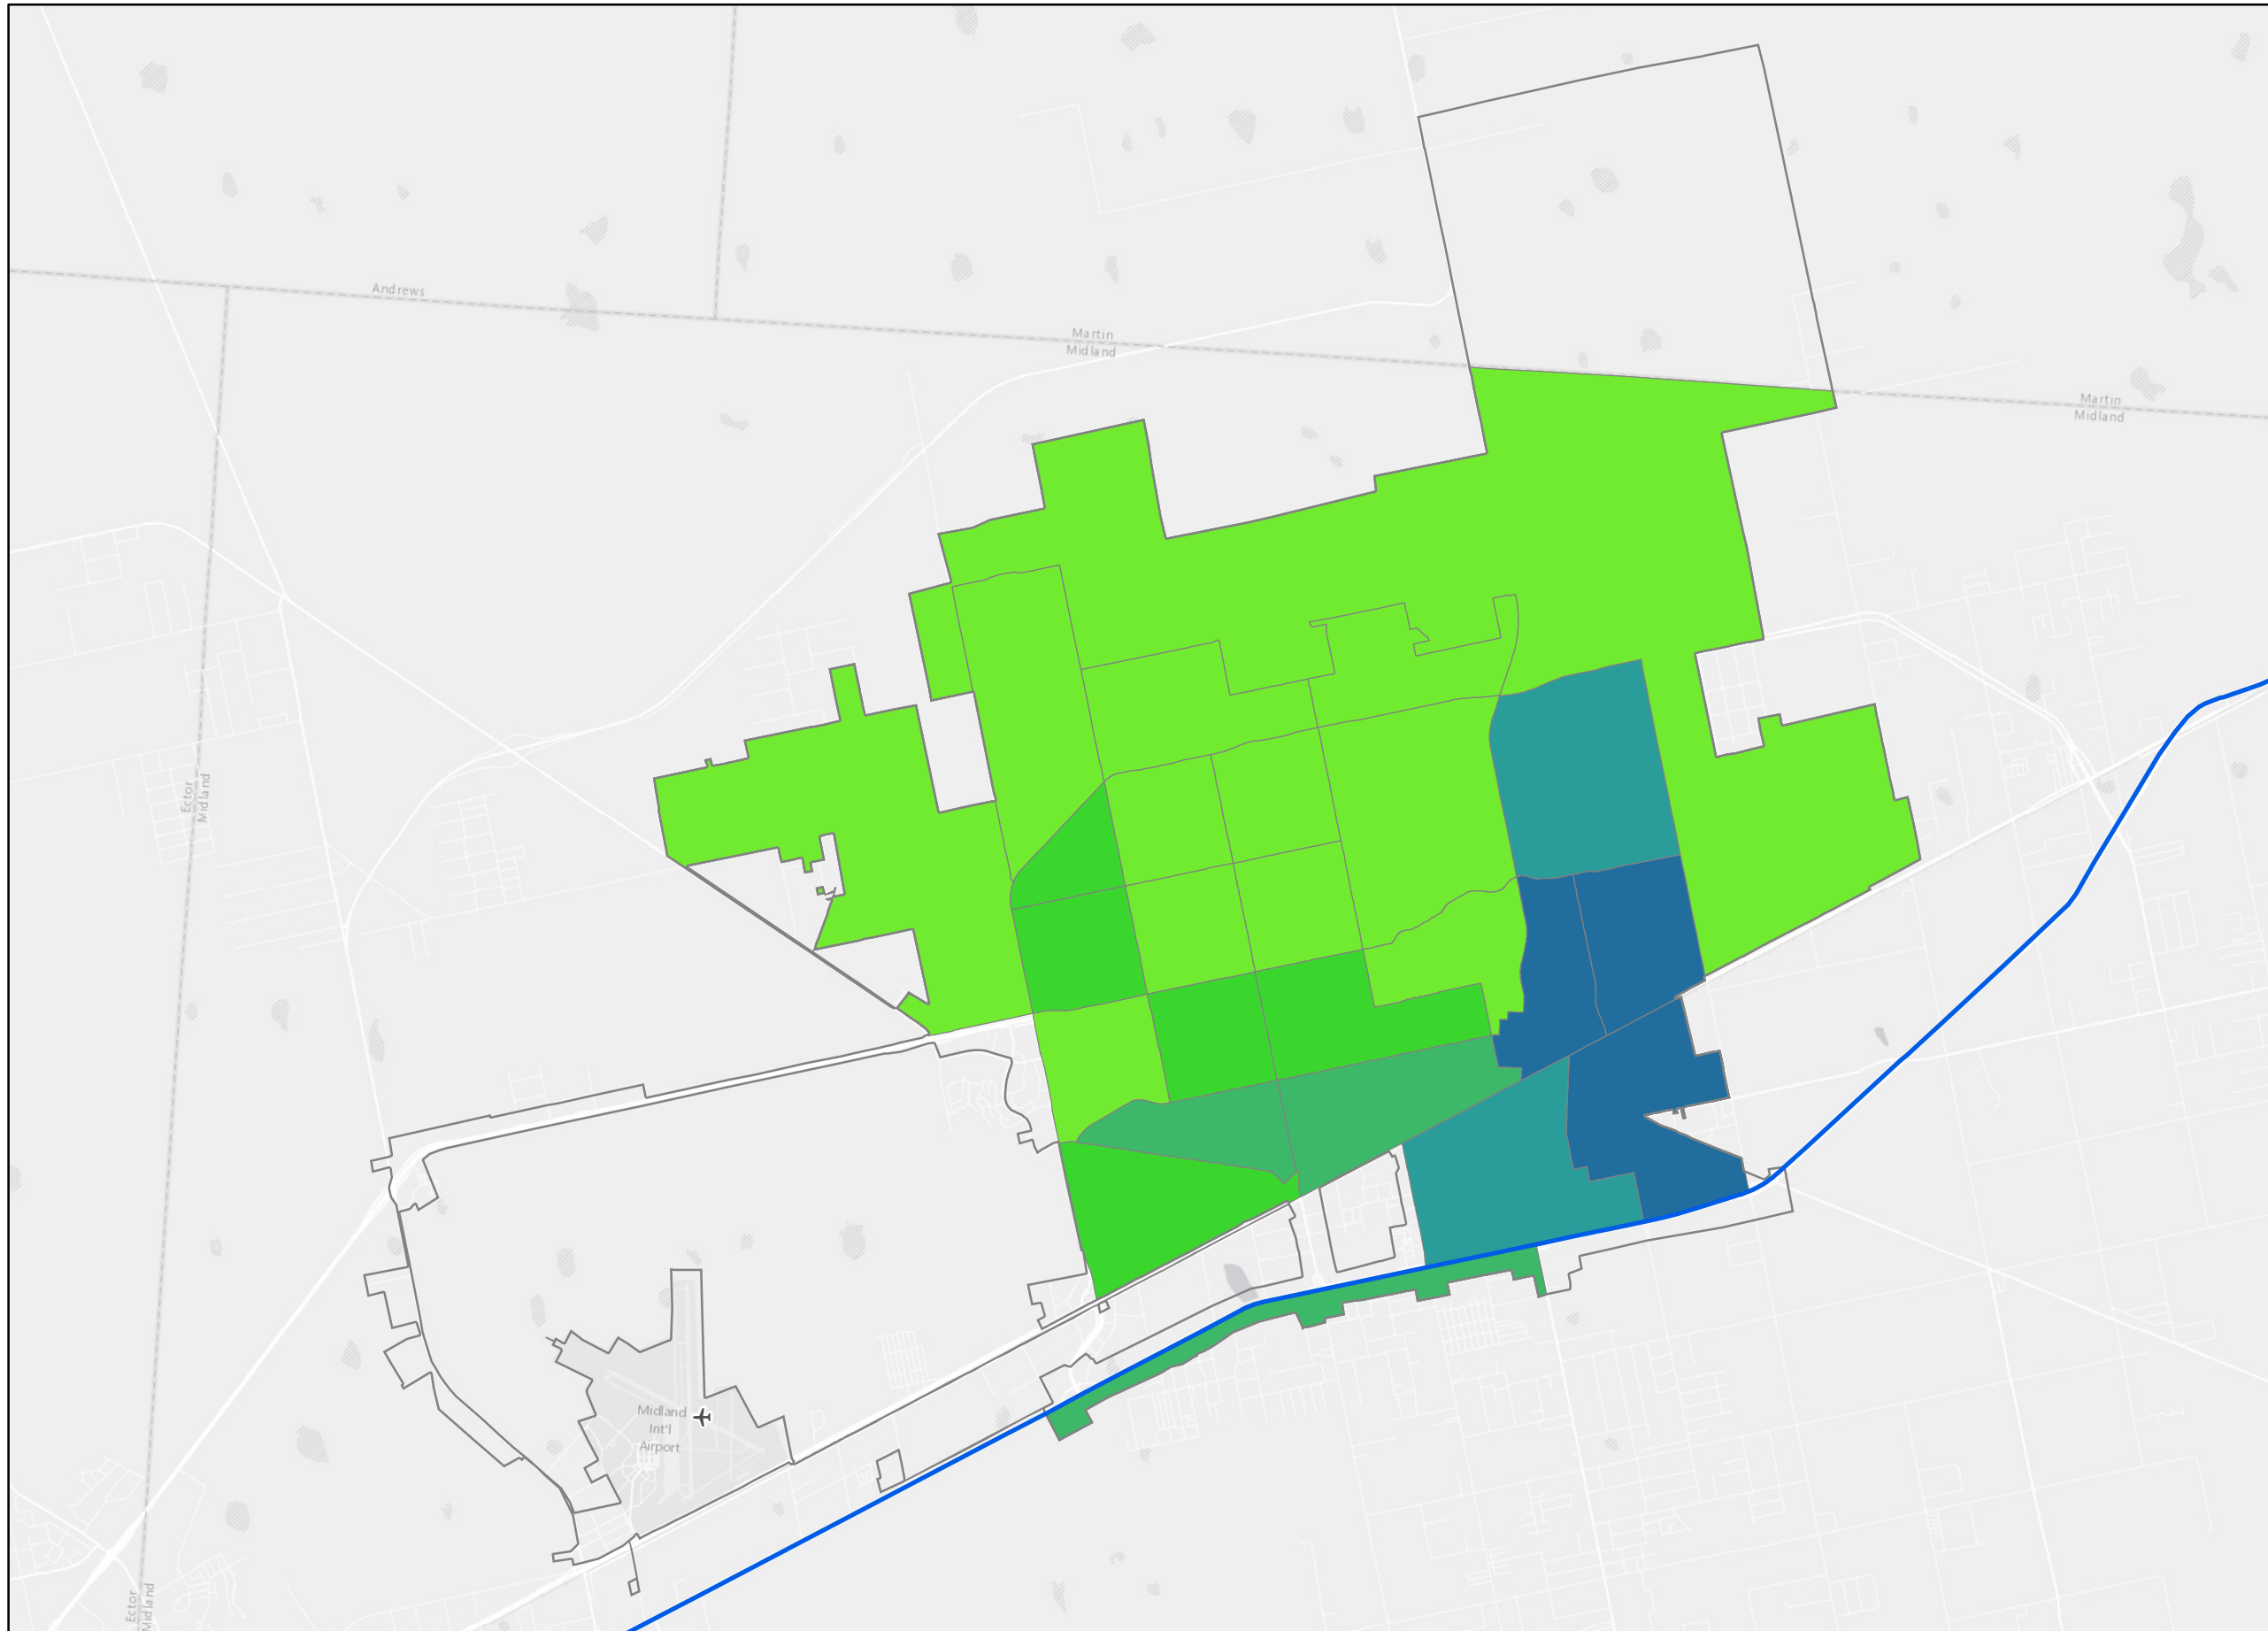 Andrews
Martin
Midland
Martin
Midland
Ector
Midland
Midland
Int'l
Airport
Ector
Midland